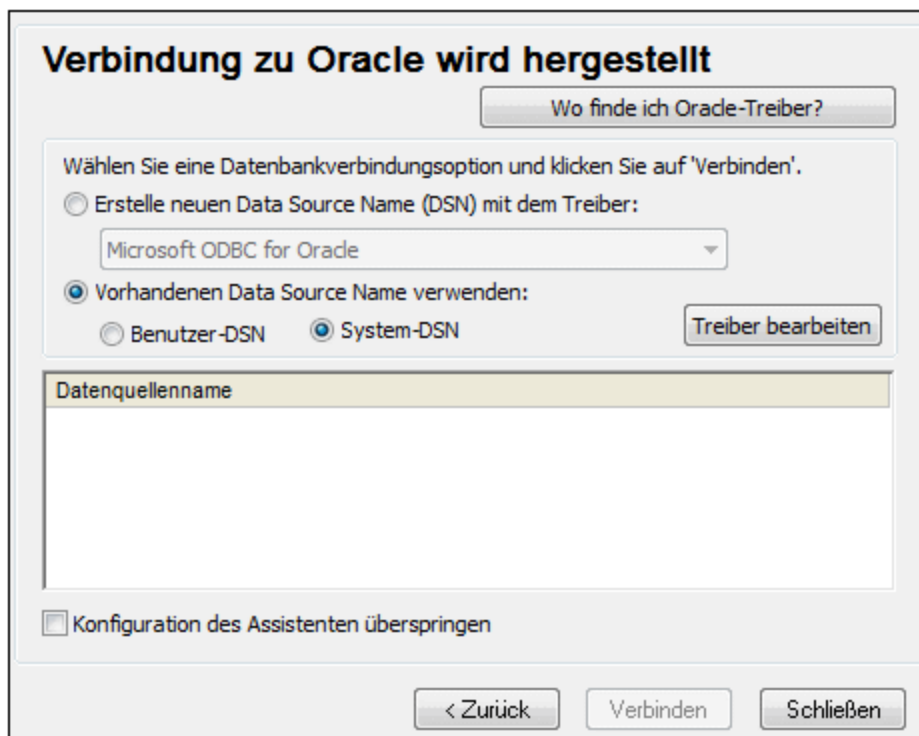 Verbindung zu Oracle wird hergestellt
Wo finde ich Oracle-Treiber?
Wählen Sie eine Datenbankverbindungsoption und klicken Sie auf 'Verbinden'.
Erstelle neuen Data Source Name (DSN) mit dem Treiber:
Microsoft ODBC for Oracle
Vorhandenen Data Source Name verwenden:
Benutzer-DSN System-DSN Treiber bearbeiten
Datenquellenname
Konfiguration des Assistenten überspringen
< Zurück Verbinden Schließen